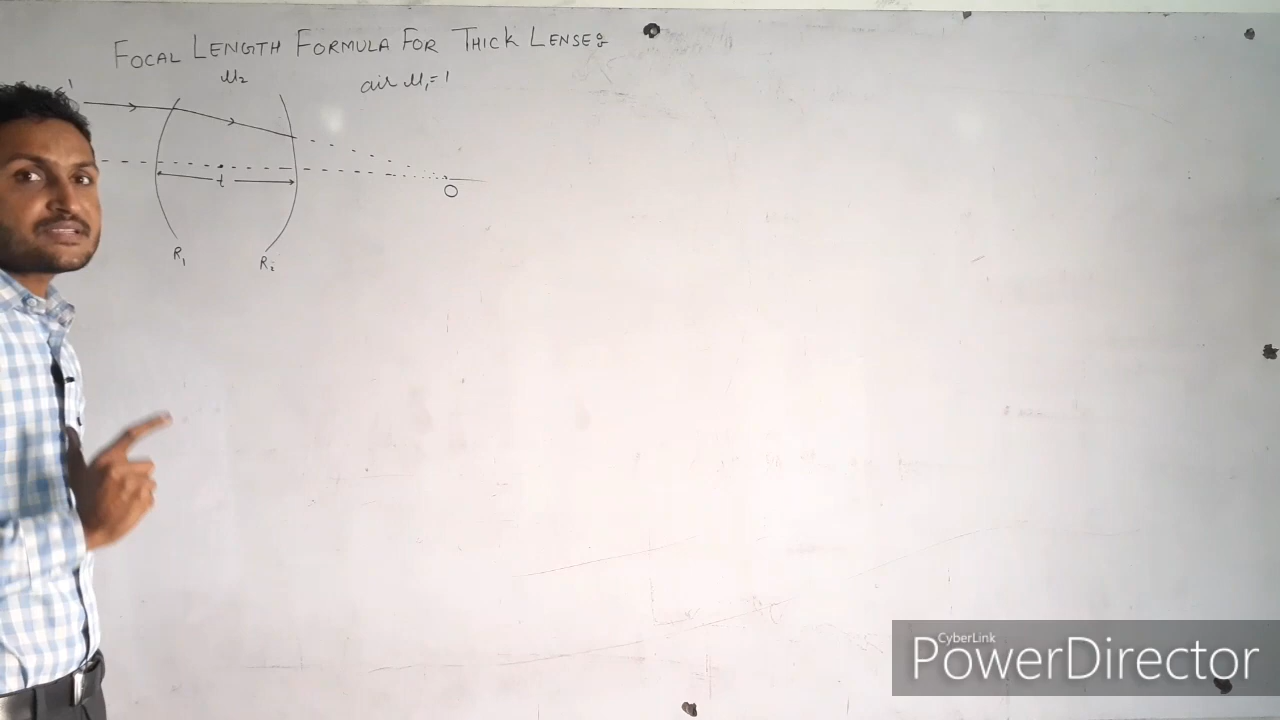 FOCAL LENGTH FORMULA FOR THICK LENSES
μ₂ air μ₁ = 1
t
O
R₁ R₂
CyberLink
PowerDirector